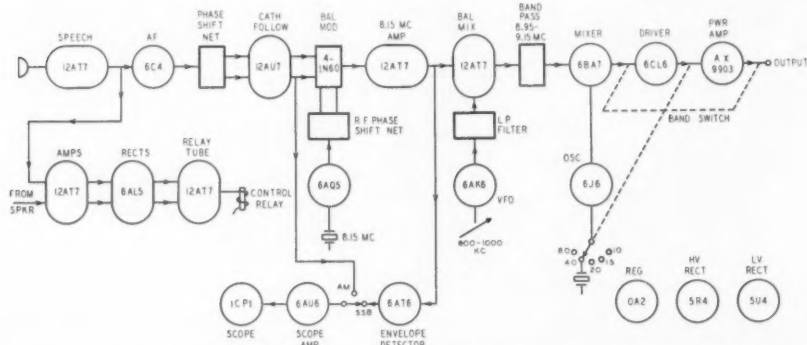 SPEECH
12AT7
AF
6C4
PHASE
SHIFT
NET
CATH
FOLLOW
12AU7
BAL
MOD
4-
1N60
8.15 MC
AMP
12AT7
BAL
MIX
12AT7
BAND
PASS
8.95-
9.15 MC
MIXER
6BA7
DRIVER
6CL6
PWR
AMP
AX
9903
OUTPUT
BAND SWITCH
R.F PHASE
SHIFT NET
L.P
FILTER
AMPS
12AT7
RECTS
6AL5
RELAY
TUBE
12AT7
CONTROL
RELAY
FROM
SPKR
6AQ5
8.15 MC
6AK6
VFO
800-1000
KC
OSC
6J6
80
40
20
15
10
REG
OA2
HV
RECT
5R4
LV
RECT
5U4
AM
SSB
1CP1
SCOPE
6AU6
SCOPE
AMP
6AT6
ENVELOPE
DETECTOR